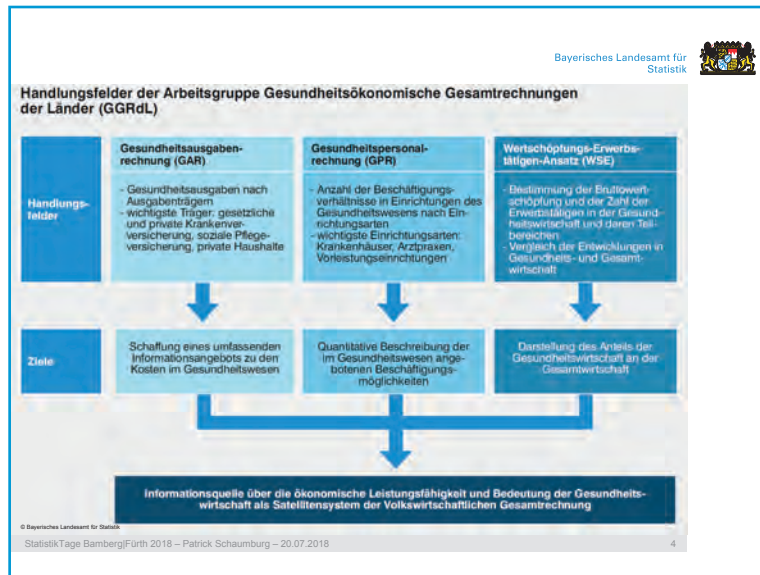 Bayerisches Landesamt für
Statistik
Handlungsfelder der Arbeitsgruppe Gesundheitsökonomische Gesamtrechnungen
der Länder (GGRdL)
Handlungs-
felder
Gesundheitsausgaben-
rechnung (GAR)
- Gesundheitsausgaben nach
Ausgabenträgern
- wichtigste Träger: gesetzliche
und private Krankenver-
versicherung, soziale Pflege-
versicherung, private Haushalte
Gesundheitspersonal-
rechnung (GPR)
- Anzahl der Beschäftigungs-
verhältnisse in Einrichtungen des
Gesundheitswesens nach Ein-
richtungsarten
- wichtigste Einrichtungsarten:
Krankenhäuser, Arztpraxen,
Vorleistungseinrichtungen
Wertschöpfungs-Erwerbs-
tätigen-Ansatz (WSE)
- Bestimmung der Bruttowert-
schöpfung und der Zahl der
Erwerbstätigen in der Gesund-
heitswirtschaft und deren Teil-
bereichen
- Vergleich der Entwicklungen in
Gesundheits- und Gesamt-
wirtschaft
Ziele
Schaffung eines umfassenden
Informationsangebots zu den
Kosten im Gesundheitswesen
Quantitative Beschreibung der
im Gesundheitswesen ange-
botenen Beschäftigungs-
möglichkeiten
Darstellung des Anteils der
Gesundheitswirtschaft an der
Gesamtwirtschaft
Informationsquelle über die ökonomische Leistungsfähigkeit und Bedeutung der Gesundheits-
wirtschaft als Satellitensystem der Volkswirtschaftlichen Gesamtrechnung
© Bayerisches Landesamt für Statistik
StatistikTage Bamberg|Fürth 2018 – Patrick Schaumburg – 20.07.2018
4